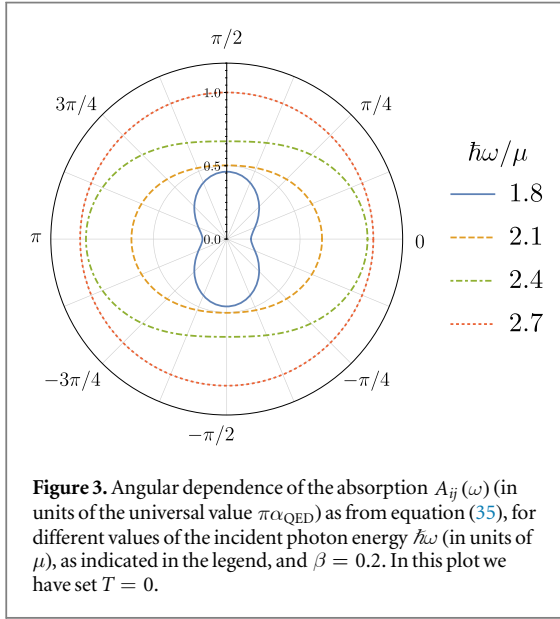 π/2
3π/4
π/4
1.0
0.5
0.0
π
0
−3π/4
−π/4
−π/2
ℏω/μ
1.8
2.1
2.4
2.7
Figure 3. Angular dependence of the absorption A_ij(ω) (in
units of the universal value πα_QED) as from equation (35), for
different values of the incident photon energy ℏω (in units of
μ), as indicated in the legend, and β = 0.2. In this plot we
have set T = 0.